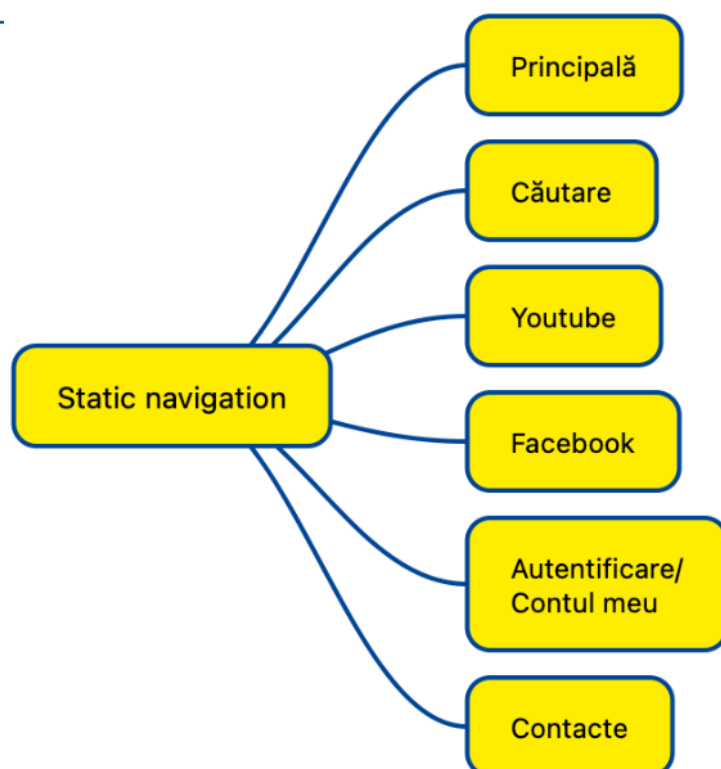 Principală
Căutare
Youtube
Static navigation
Facebook
Autentificare/
Contul meu
Contacte